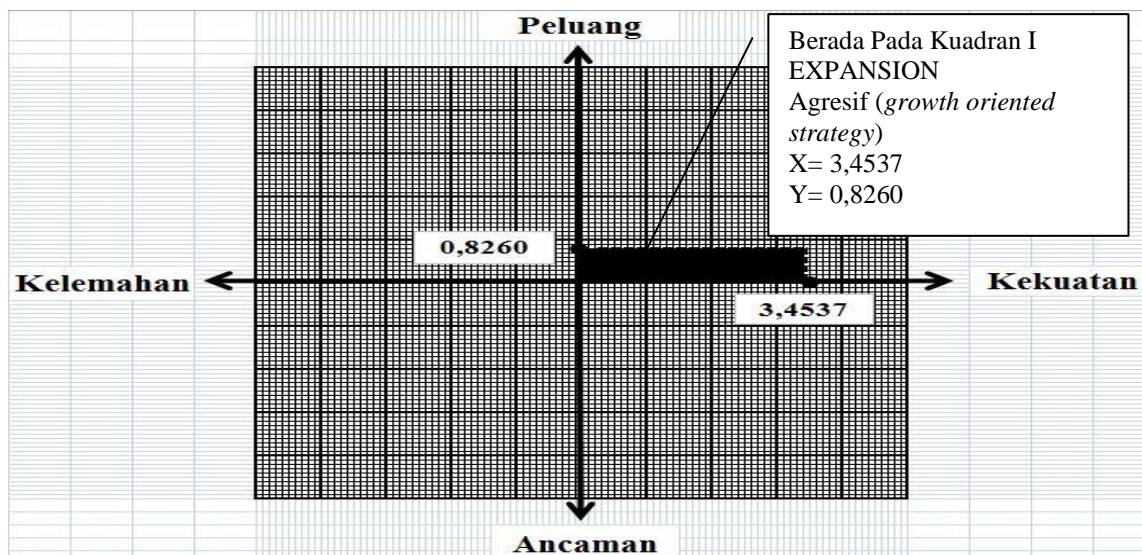 Peluang
Berada Pada Kuadran I
EXPANSION
Agresif (growth oriented
strategy)
X= 3,4537
Y= 0,8260
0,8260
Kelemahan
Kekuatan
3,4537
Ancaman